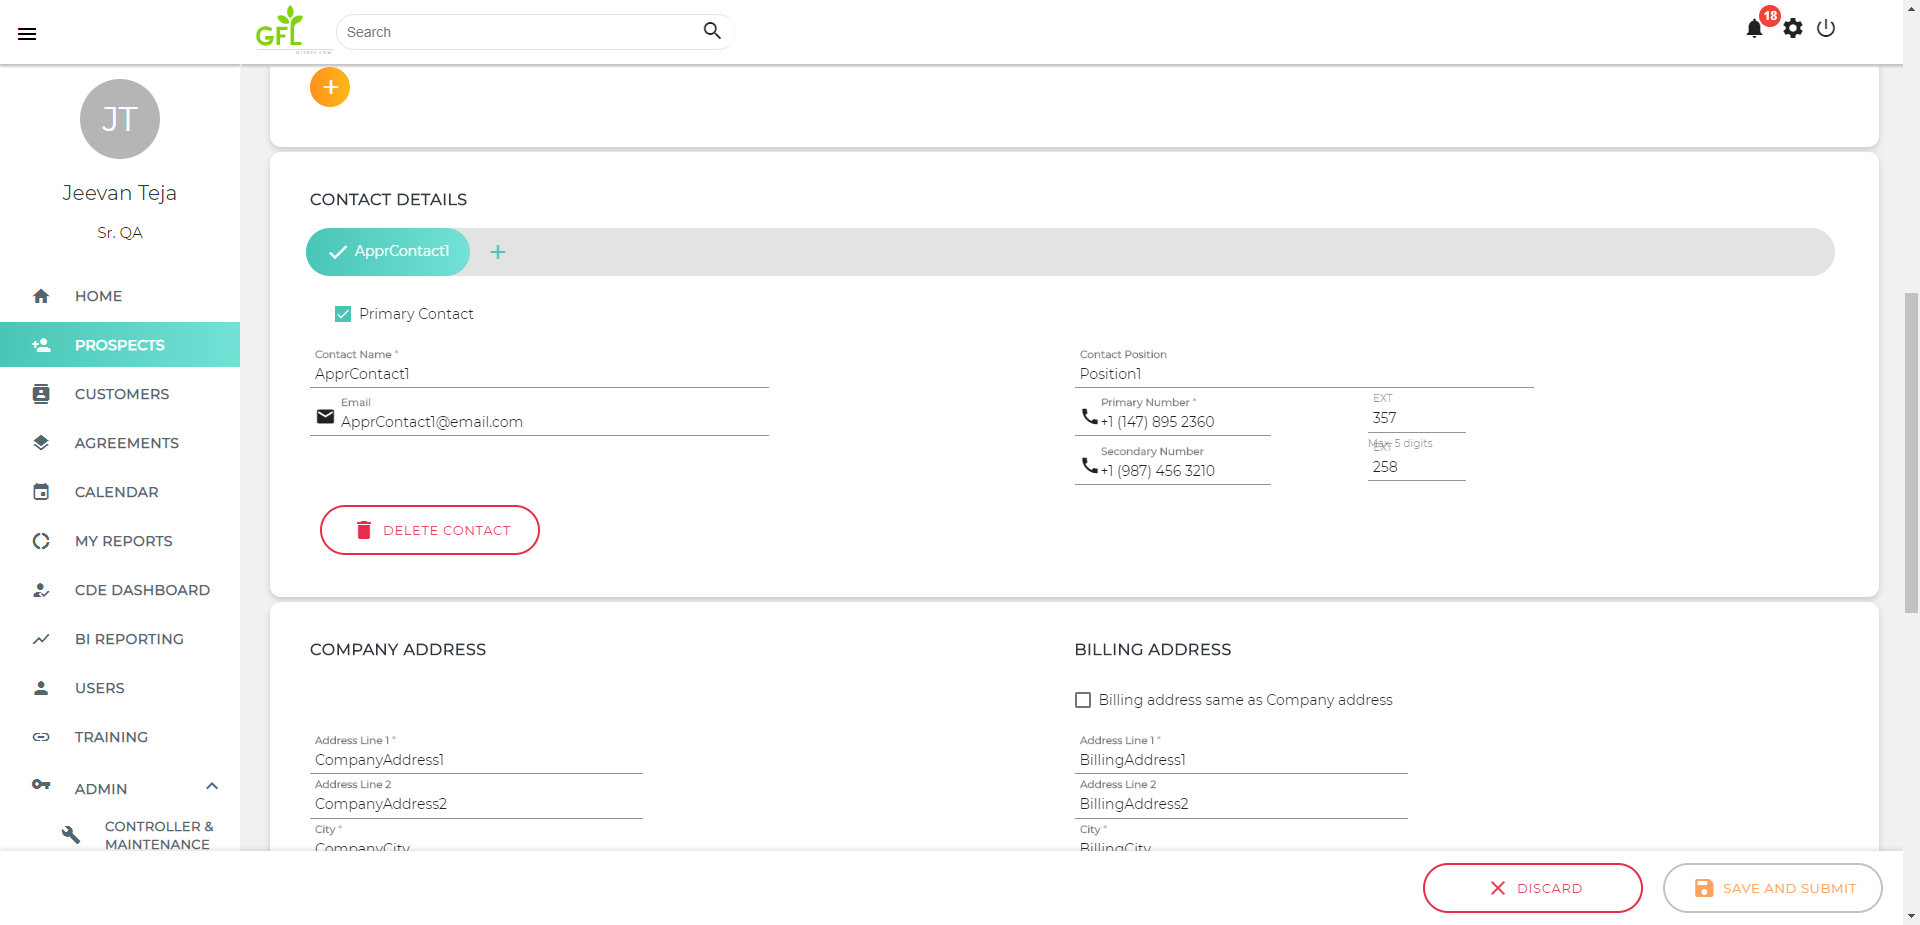 GFL
Search
18
JT
Jeevan Teja
Sr. QA
HOME
PROSPECTS
CUSTOMERS
AGREEMENTS
CALENDAR
MY REPORTS
CDE DASHBOARD
BI REPORTING
USERS
TRAINING
ADMIN
CONTROLLER &
MAINTENANCE
CONTACT DETAILS
ApprContact1
Primary Contact
Contact Name *
ApprContact1
Contact Position
Position1
Email
ApprContact1@email.com
Primary Number *
+1 (147) 895 2360
EXT
357
Max. 5 digits
Secondary Number
+1 (987) 456 3210
EXT
258
DELETE CONTACT
COMPANY ADDRESS
Address Line 1 *
CompanyAddress1
Address Line 2
CompanyAddress2
City *
CompanyCity
BILLING ADDRESS
Billing address same as Company address
Address Line 1 *
BillingAddress1
Address Line 2
BillingAddress2
City *
BillingCity
DISCARD
SAVE AND SUBMIT